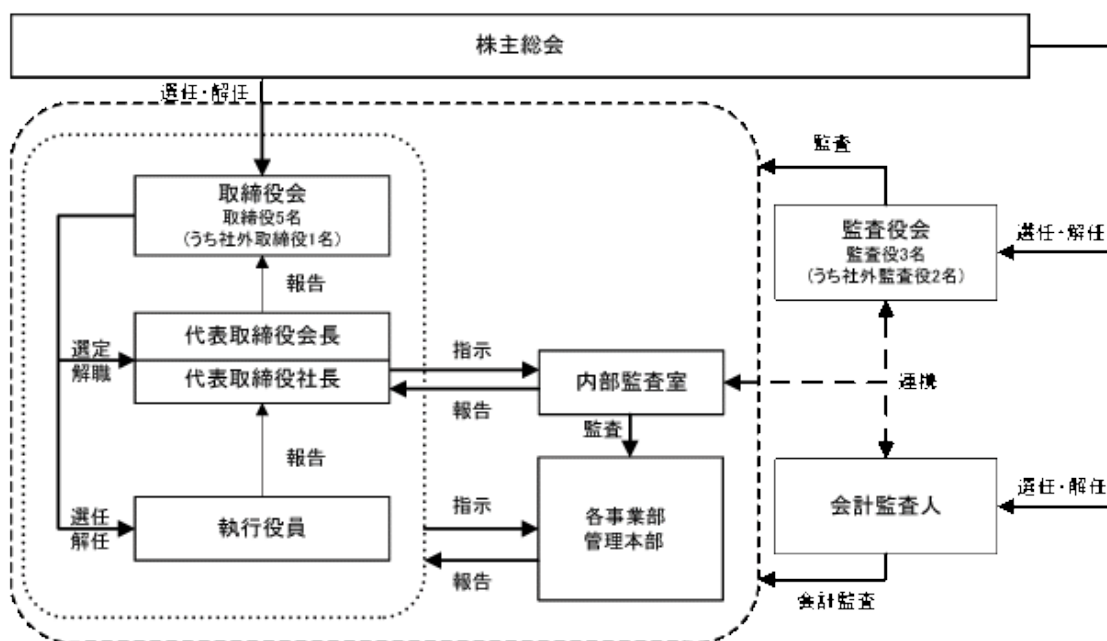 株主総会
選任・解任
監査
取締役会
取締役5名
(うち社外取締役1名)
監査役会
監査役3名
(うち社外監査役2名)
選任・解任
報告
代表取締役会長
選定
解職
指示
代表取締役社長
内部監査室
連携
報告
監査
報告
会計監査人
選任・解任
選任
解任
執行役員
指示
各事業部
管理本部
報告
会計監査